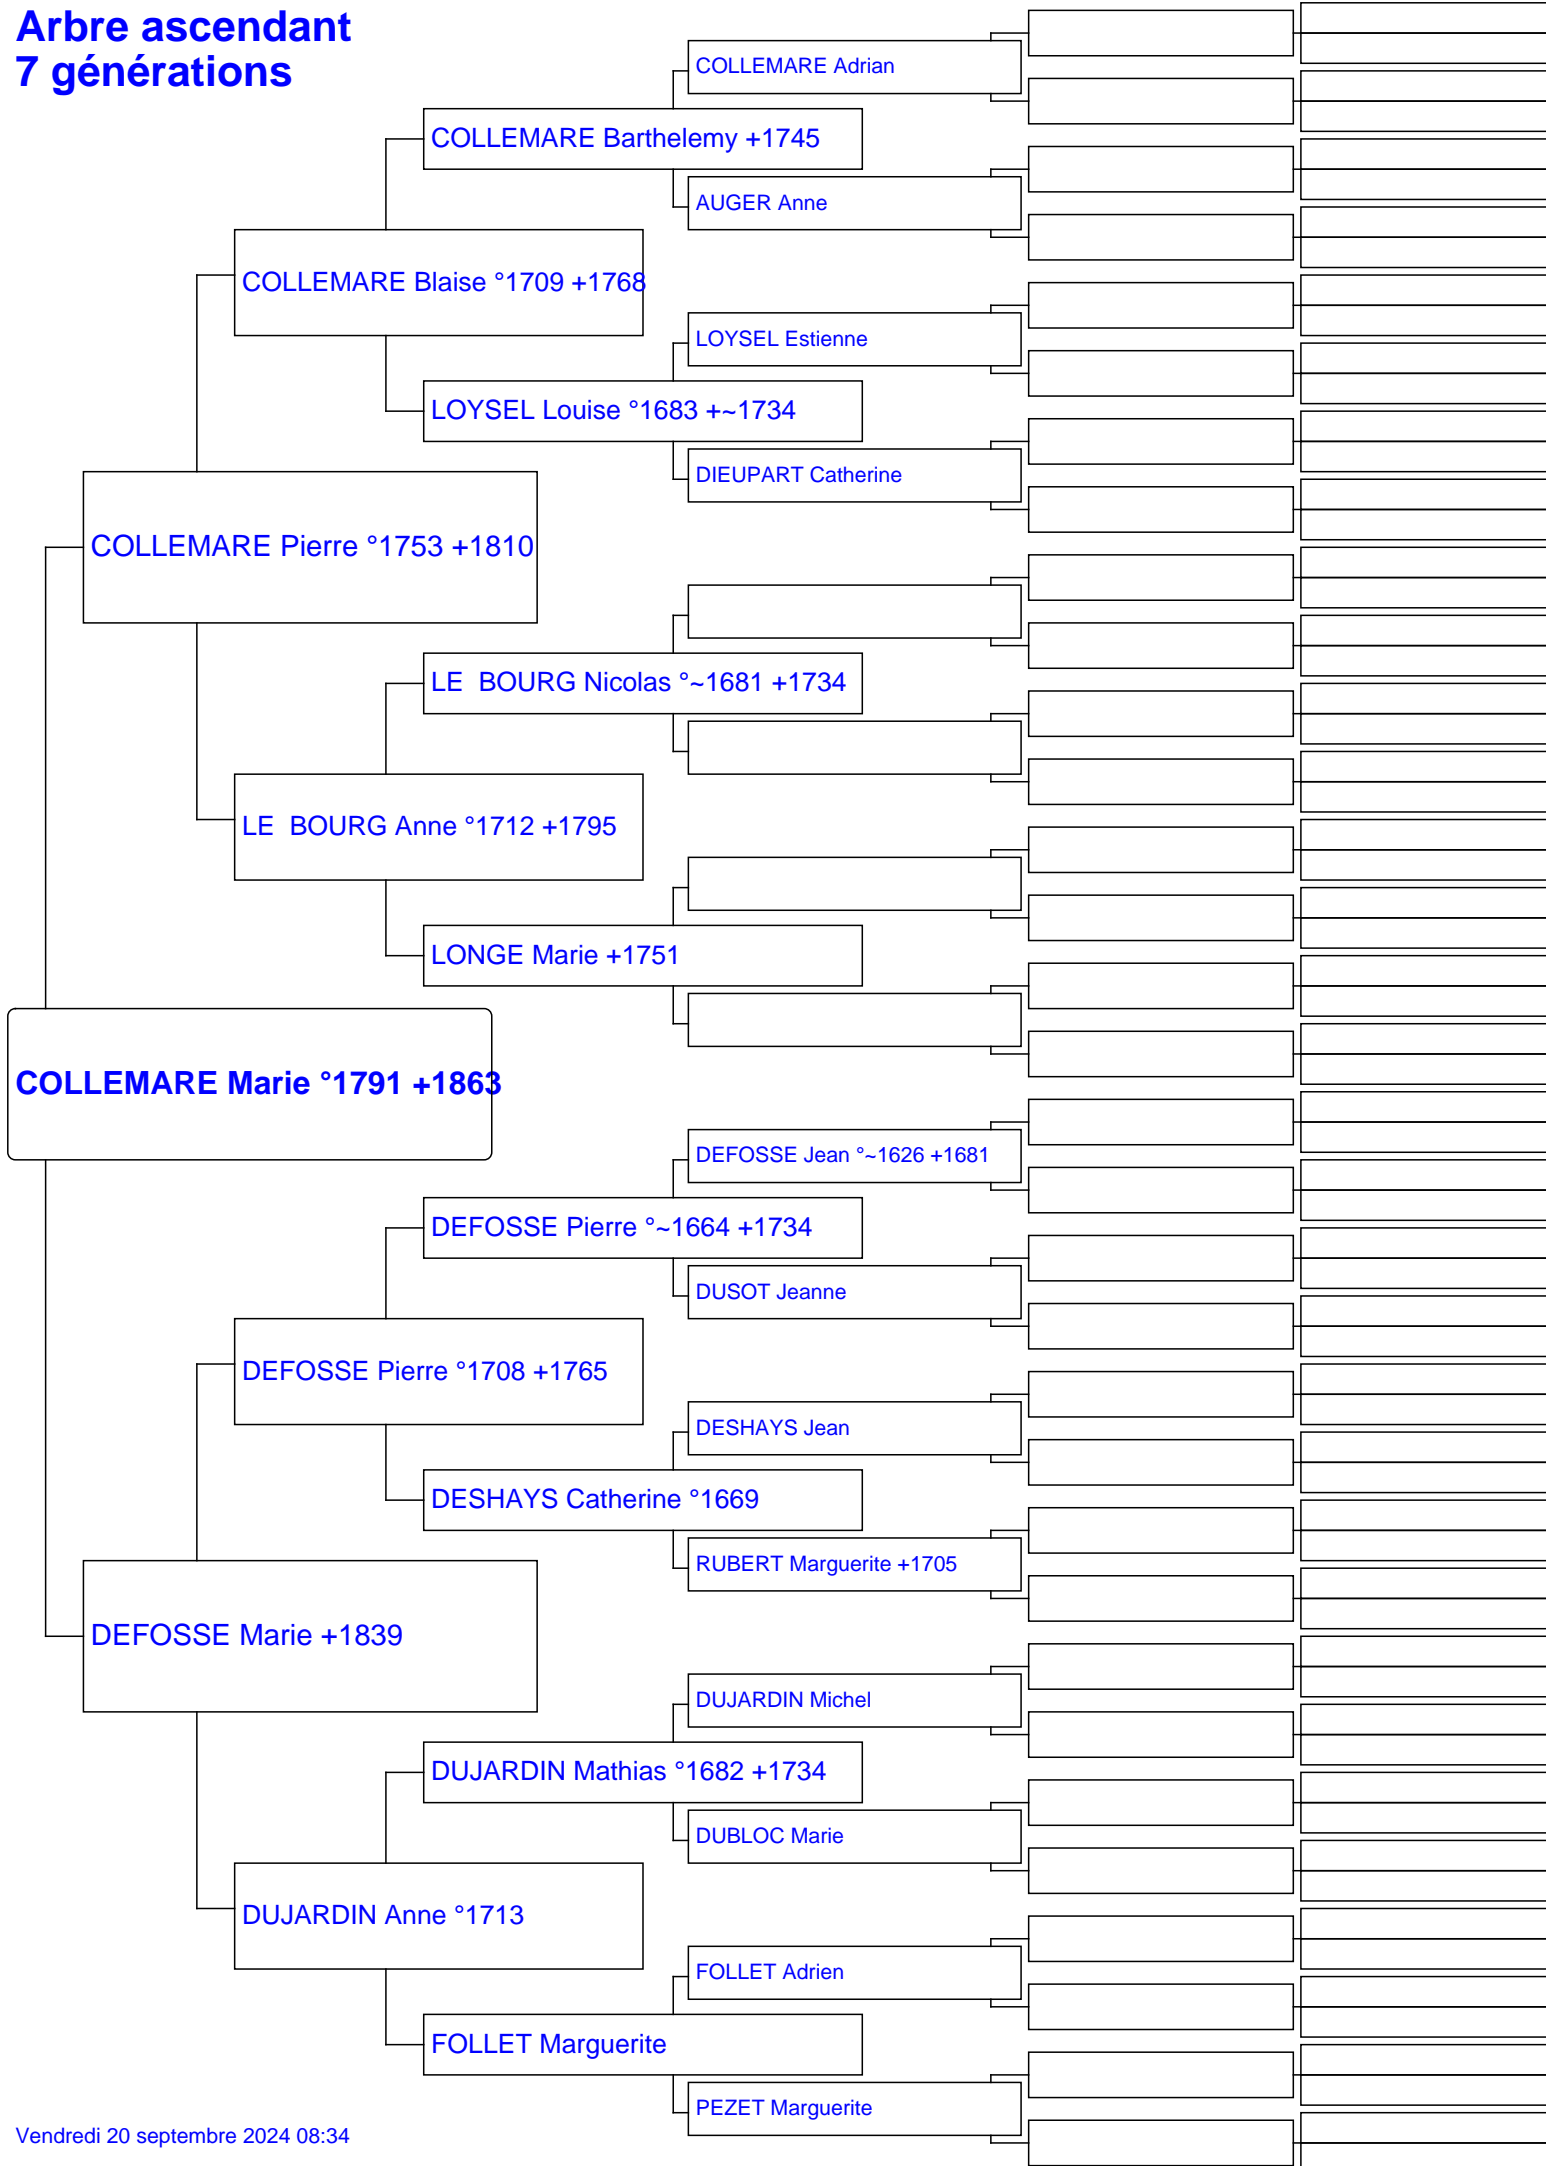 Arbre ascendant
7 générations
COLLEMARE Adrian
COLLEMARE Barthelemy +1745
AUGER Anne
COLLEMARE Blaise °1709 +1768
LOYSEL Estienne
LOYSEL Louise °1683 +~1734
DIEUPART Catherine
COLLEMARE Pierre °1753 +1810
LE  BOURG Nicolas °~1681 +1734
LE  BOURG Anne °1712 +1795
LONGE Marie +1751
COLLEMARE Marie °1791 +1863
DEFOSSE Jean °~1626 +1681
DEFOSSE Pierre °~1664 +1734
DUSOT Jeanne
DEFOSSE Pierre °1708 +1765
DESHAYS Jean
DESHAYS Catherine °1669
RUBERT Marguerite +1705
DEFOSSE Marie +1839
DUJARDIN Michel
DUJARDIN Mathias °1682 +1734
DUBLOC Marie
DUJARDIN Anne °1713
FOLLET Adrien
FOLLET Marguerite
PEZET Marguerite
Vendredi 20 septembre 2024 08:34